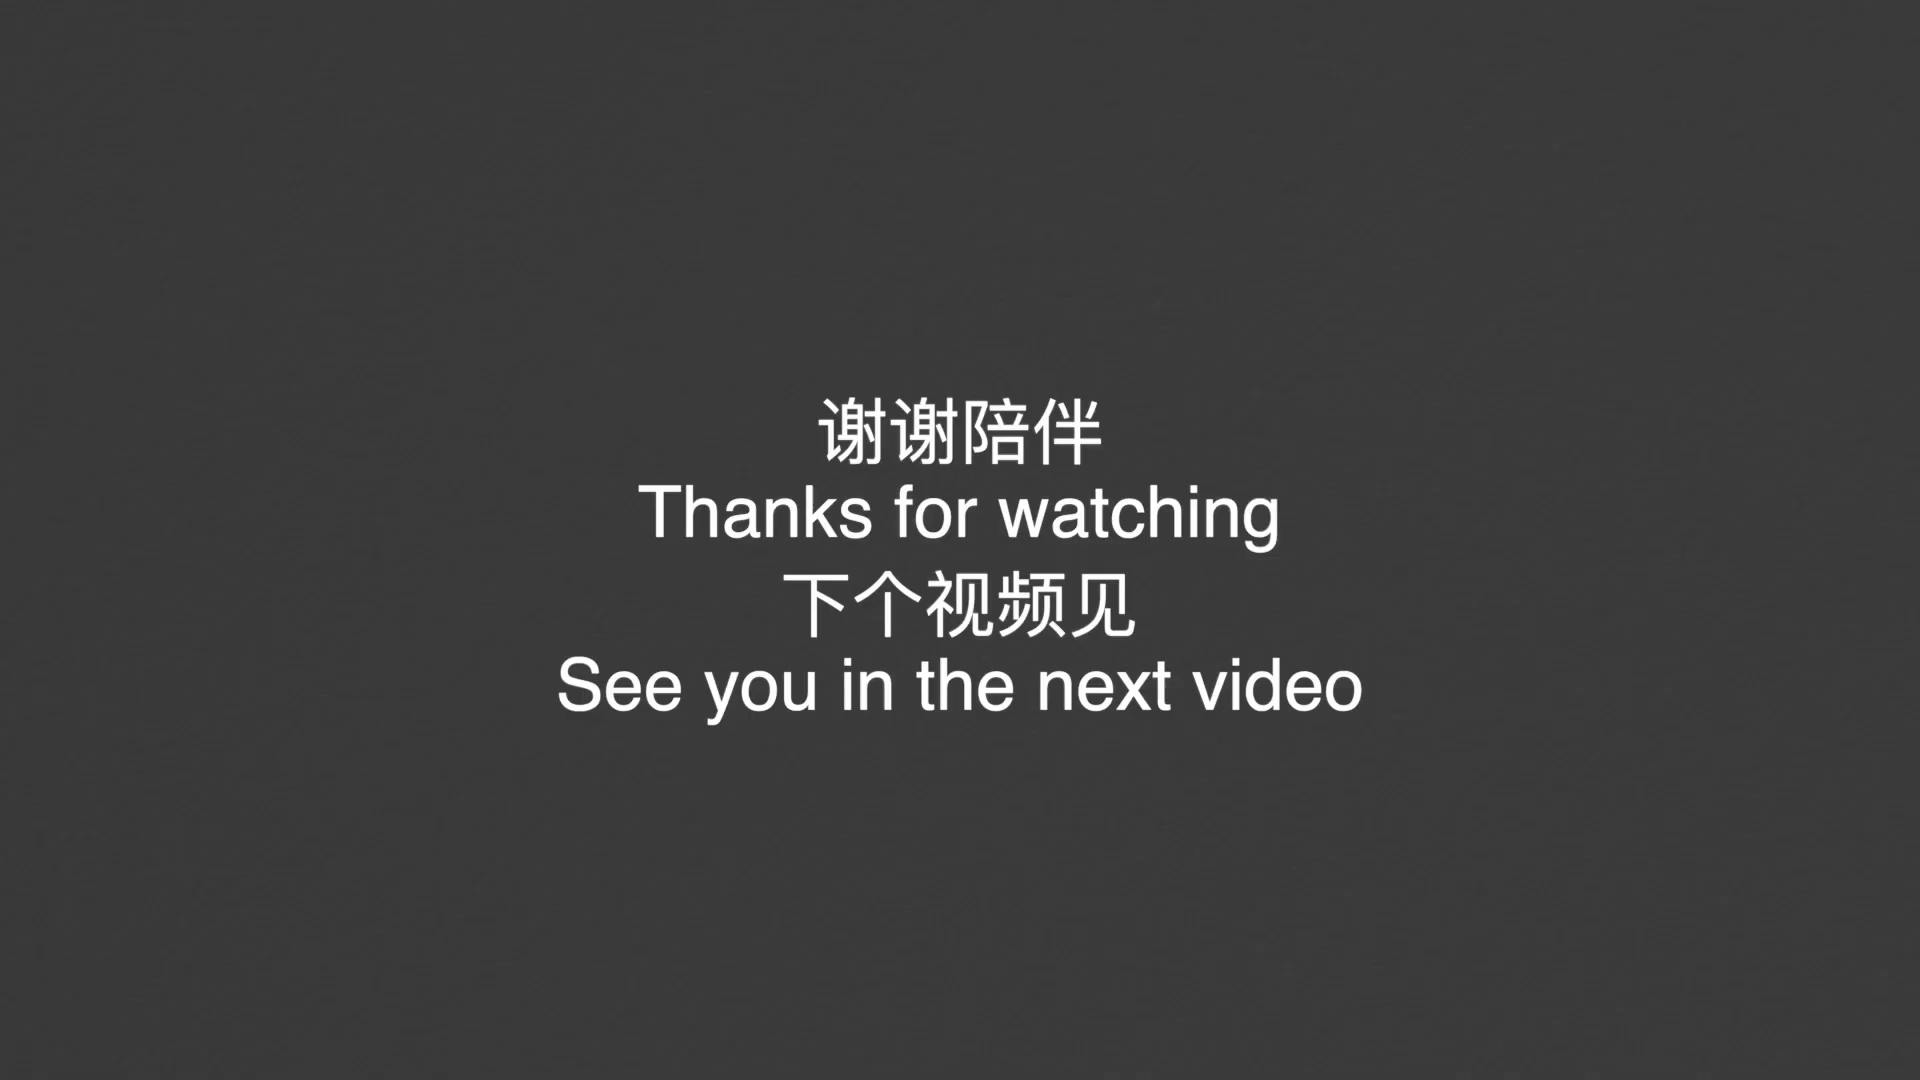 谢谢陪伴
Thanks for watching
下个视频见
See you in the next video